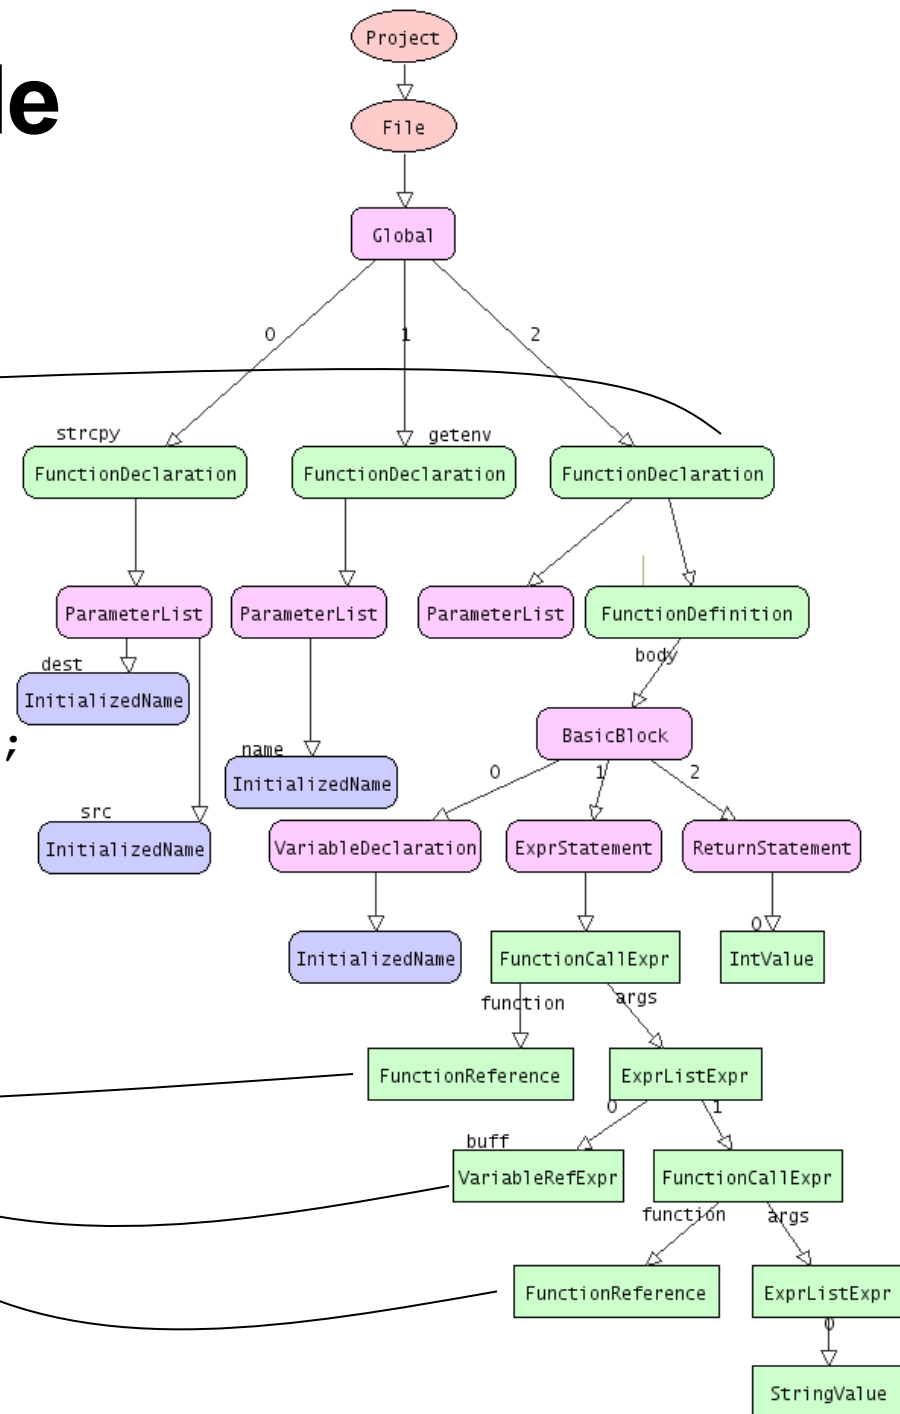 Project
le
File
Global
0 1 2
strcpy getenv
FunctionDeclaration FunctionDeclaration FunctionDeclaration
ParameterList ParameterList ParameterList FunctionDefinition
dest body
InitializedName
;
BasicBlock
name
0 1 2
InitializedName
src
InitializedName VariableDeclaration ExprStatement ReturnStatement
0
InitializedName FunctionCallExpr IntValue
function args
FunctionReference ExprListExpr
0 1
buff
VariableRefExpr FunctionCallExpr
function args
FunctionReference ExprListExpr
0
StringValue